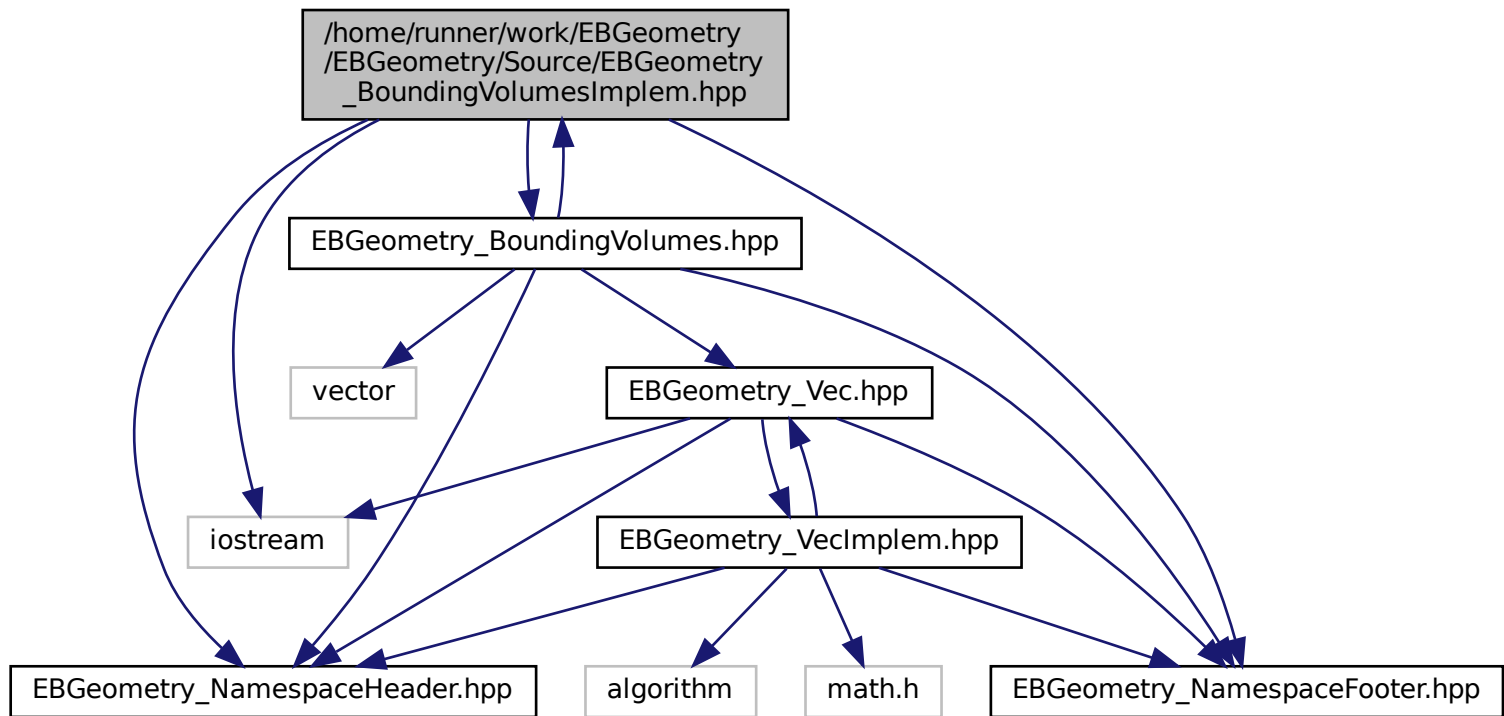 /home/runner/work/EBGeometry
/EBGeometry/Source/EBGeometry
_BoundingVolumesImplem.hpp
EBGeometry_BoundingVolumes.hpp
vector
EBGeometry_Vec.hpp
iostream
EBGeometry_VecImplem.hpp
EBGeometry_NamespaceHeader.hpp
algorithm
math.h
EBGeometry_NamespaceFooter.hpp